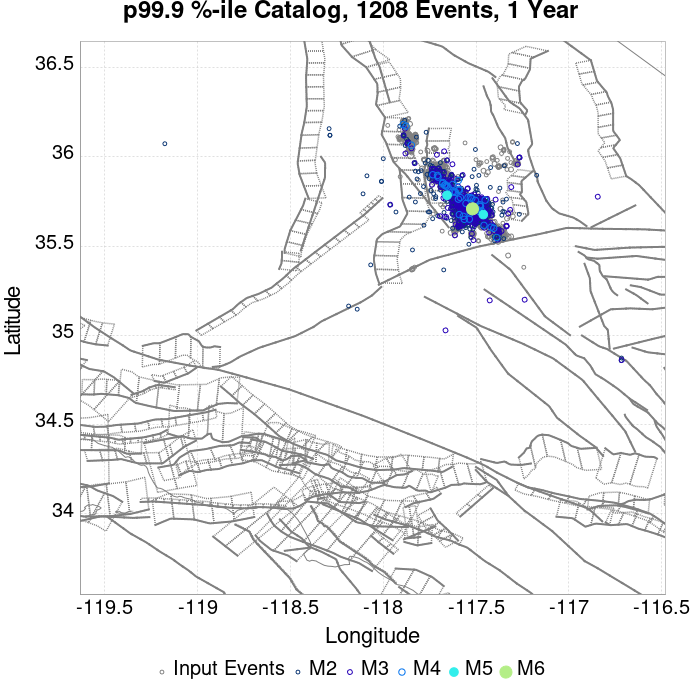 p99.9 %-ile Catalog, 1208 Events, 1 Year
36.5
36
35.5
35
34.5
34
Latitude
-119.5 -119 -118.5 -118 -117.5 -117 -116.5
Longitude
Input Events M2 M3 M4 M5 M6